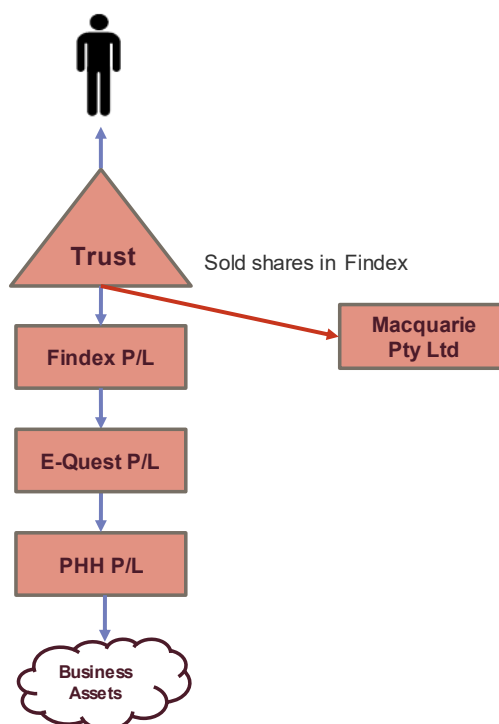 Trust
Sold shares in Findex
Macquarie
Pty Ltd
Findex P/L
E-Quest P/L
PHH P/L
Business
Assets